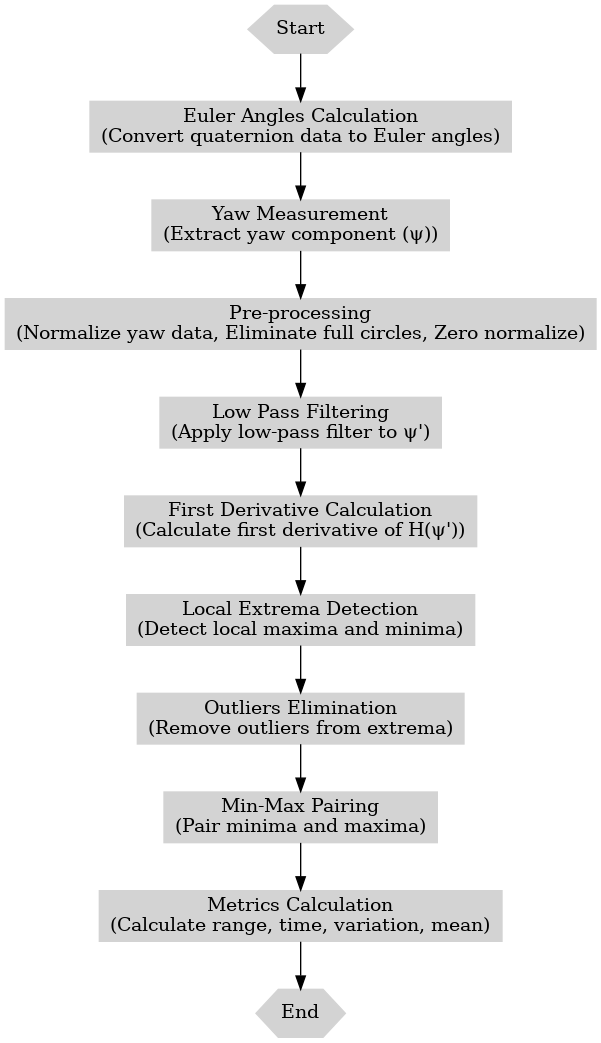 Start
Euler Angles Calculation
(Convert quaternion data to Euler angles)
Yaw Measurement
(Extract yaw component (ψ))
Pre-processing
(Normalize yaw data, Eliminate full circles, Zero normalize)
Low Pass Filtering
(Apply low-pass filter to ψ')
First Derivative Calculation
(Calculate first derivative of H(ψ'))
Local Extrema Detection
(Detect local maxima and minima)
Outliers Elimination
(Remove outliers from extrema)
Min-Max Pairing
(Pair minima and maxima)
Metrics Calculation
(Calculate range, time, variation, mean)
End